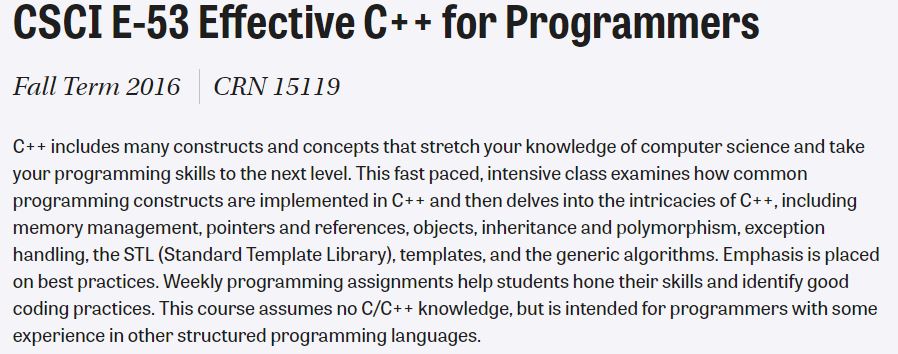 CSCI E-53 Effective C++ for Programmers
Fall Term 2016 CRN 15119
C++ includes many constructs and concepts that stretch your knowledge of computer science and take
your programming skills to the next level. This fast paced, intensive class examines how common
programming constructs are implemented in C++ and then delves into the intricacies of C++, including
memory management, pointers and references, objects, inheritance and polymorphism, exception
handling, the STL (Standard Template Library), templates, and the generic algorithms. Emphasis is placed
on best practices. Weekly programming assignments help students hone their skills and identify good
coding practices. This course assumes no C/C++ knowledge, but is intended for programmers with some
experience in other structured programming languages.